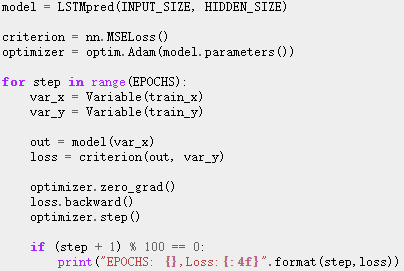 model = LSTMpred(INPUT_SIZE, HIDDEN_SIZE)
criterion = nn.MSELoss()
optimizer = optim.Adam(model.parameters())
for step in range(EPOCHS):
    var_x = Variable(train_x)
    var_y = Variable(train_y)
    out = model(var_x)
    loss = criterion(out, var_y)
    optimizer.zero_grad()
    loss.backward()
    optimizer.step()
    if (step + 1) % 100 == 0:
        print("EPOCHS: {},Loss:{:4f}".format(step,loss))